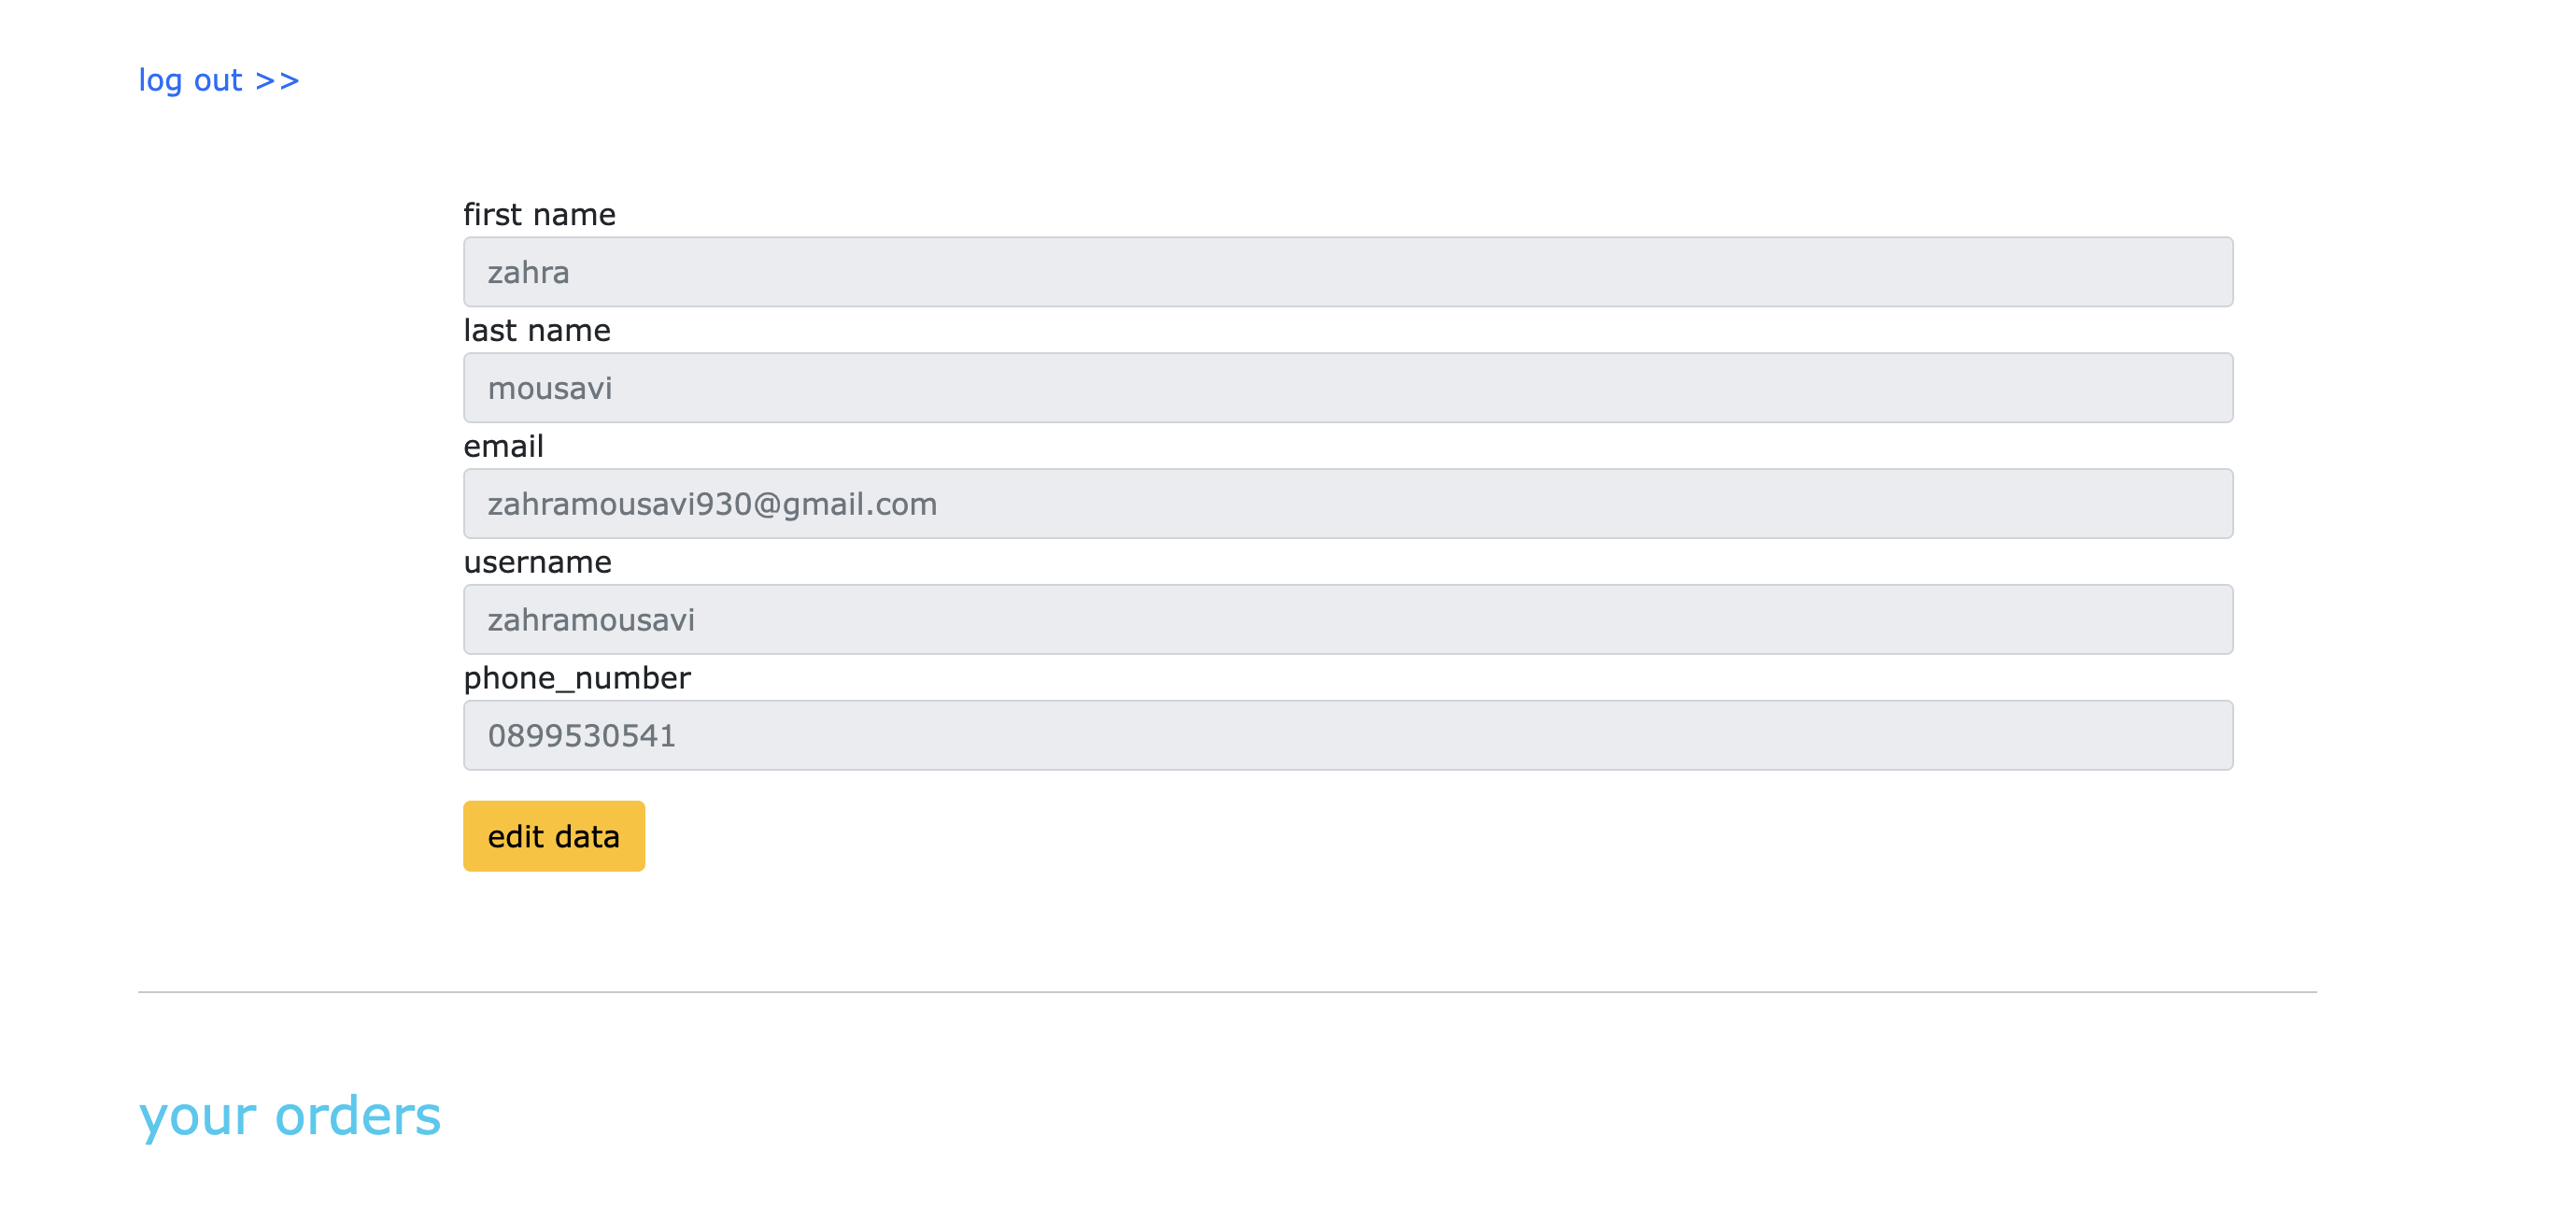 log out >>
first name
zahra
last name
mousavi
email
zahramousavi930@gmail.com
username
zahramousavi
phone_number
0899530541
edit data
your orders